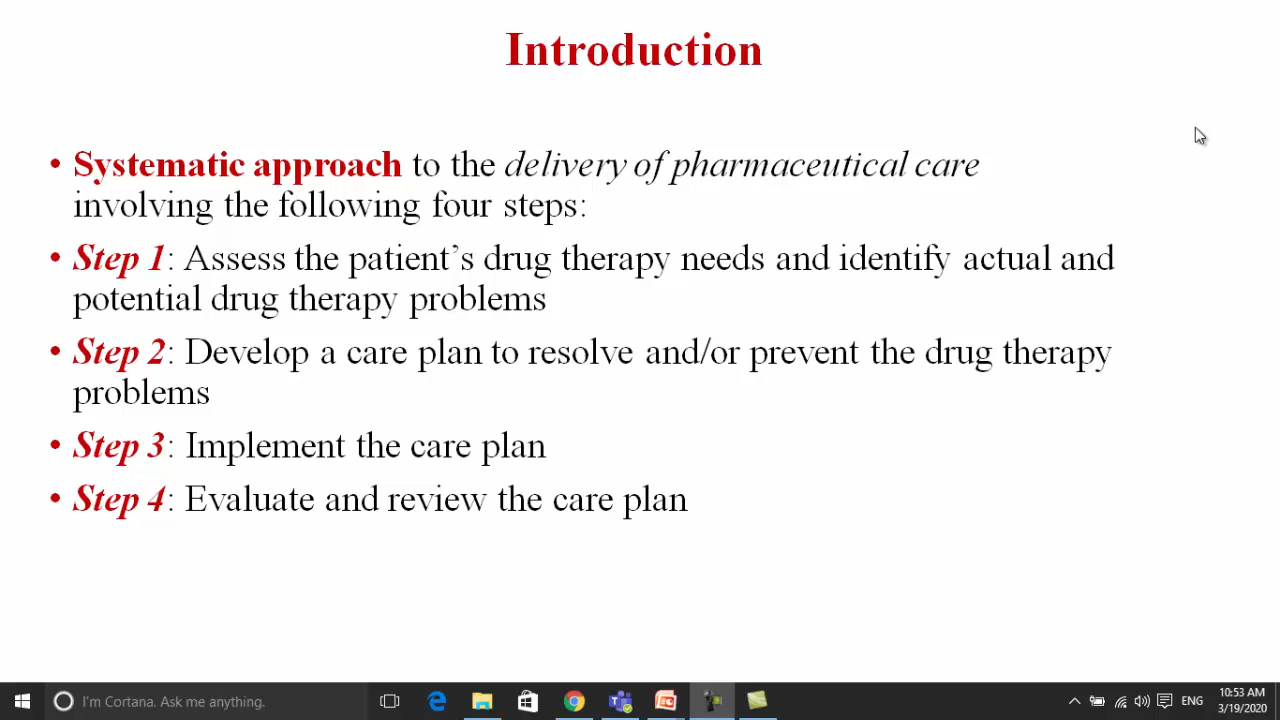 Introduction
• Systematic approach to the delivery of pharmaceutical care
involving the following four steps:
• Step 1: Assess the patient’s drug therapy needs and identify actual and
potential drug therapy problems
• Step 2: Develop a care plan to resolve and/or prevent the drug therapy
problems
• Step 3: Implement the care plan
• Step 4: Evaluate and review the care plan
I'm Cortana. Ask me anything.
ENG
10:53 AM
3/19/2020